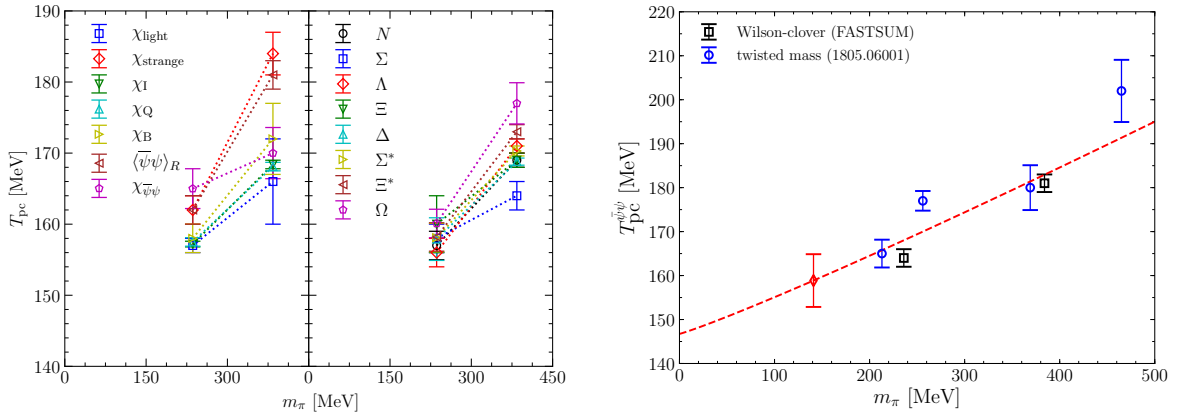 190
180
170
160
150
140
T_pc [MeV]
χ_light
χ_strange
χ_I
χ_Q
χ_B
⟨ψ̅ψ⟩_R
χ_ψ̅ψ
0 150 300
N
Σ
Λ
Ξ
Δ
Σ*
Ξ*
Ω
0 150 300 450
m_π [MeV]
220
210
200
190
180
170
160
150
140
T_pc^ψ̅ψ [MeV]
Wilson-clover (FASTSUM)
twisted mass (1805.06001)
0 100 200 300 400 500
m_π [MeV]